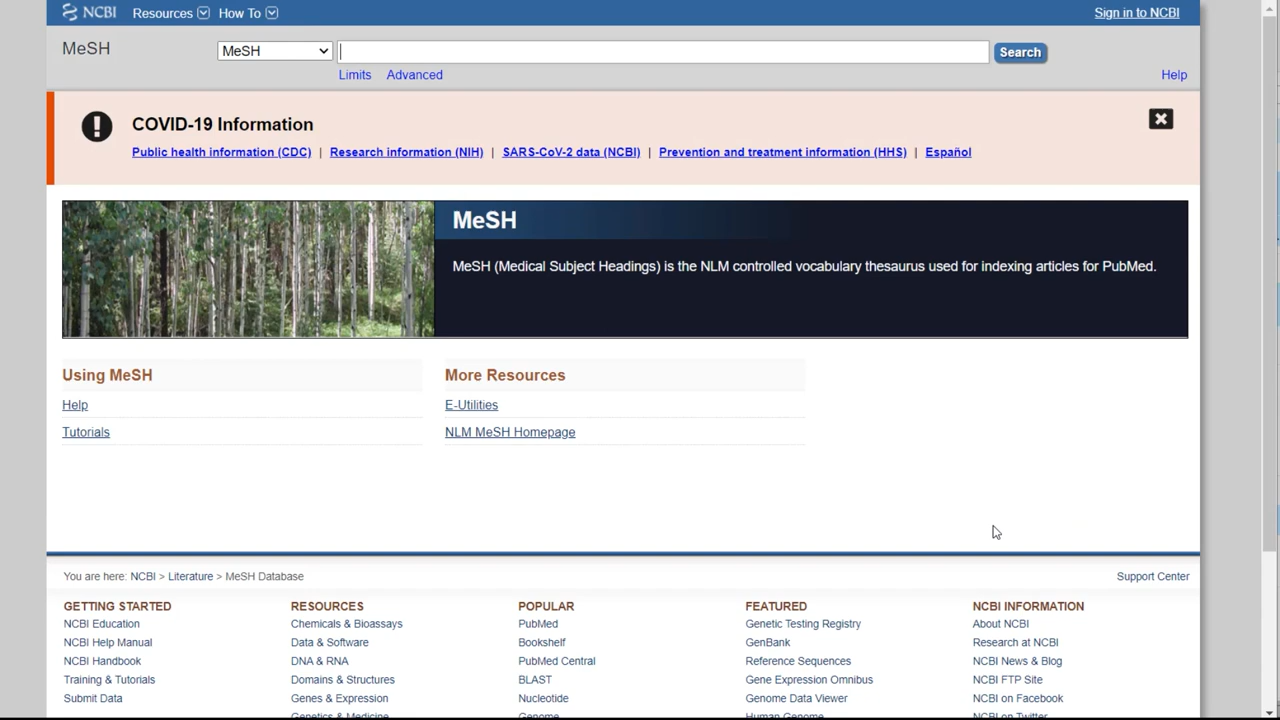 NCBI Resources How To Sign in to NCBI
MeSH MeSH Search
Limits Advanced Help
COVID-19 Information
Public health information (CDC) | Research information (NIH) | SARS-CoV-2 data (NCBI) | Prevention and treatment information (HHS) | Español
MeSH
MeSH (Medical Subject Headings) is the NLM controlled vocabulary thesaurus used for indexing articles for PubMed.
Using MeSH
Help
Tutorials
More Resources
E-Utilities
NLM MeSH Homepage
You are here: NCBI > Literature > MeSH Database Support Center
GETTING STARTED
NCBI Education
NCBI Help Manual
NCBI Handbook
Training & Tutorials
Submit Data
RESOURCES
Chemicals & Bioassays
Data & Software
DNA & RNA
Domains & Structures
Genes & Expression
Genetics & Medicine
POPULAR
PubMed
Bookshelf
PubMed Central
BLAST
Nucleotide
Genome
FEATURED
Genetic Testing Registry
GenBank
Reference Sequences
Gene Expression Omnibus
Genome Data Viewer
Human Genome
NCBI INFORMATION
About NCBI
Research at NCBI
NCBI News & Blog
NCBI FTP Site
NCBI on Facebook
NCBI on Twitter